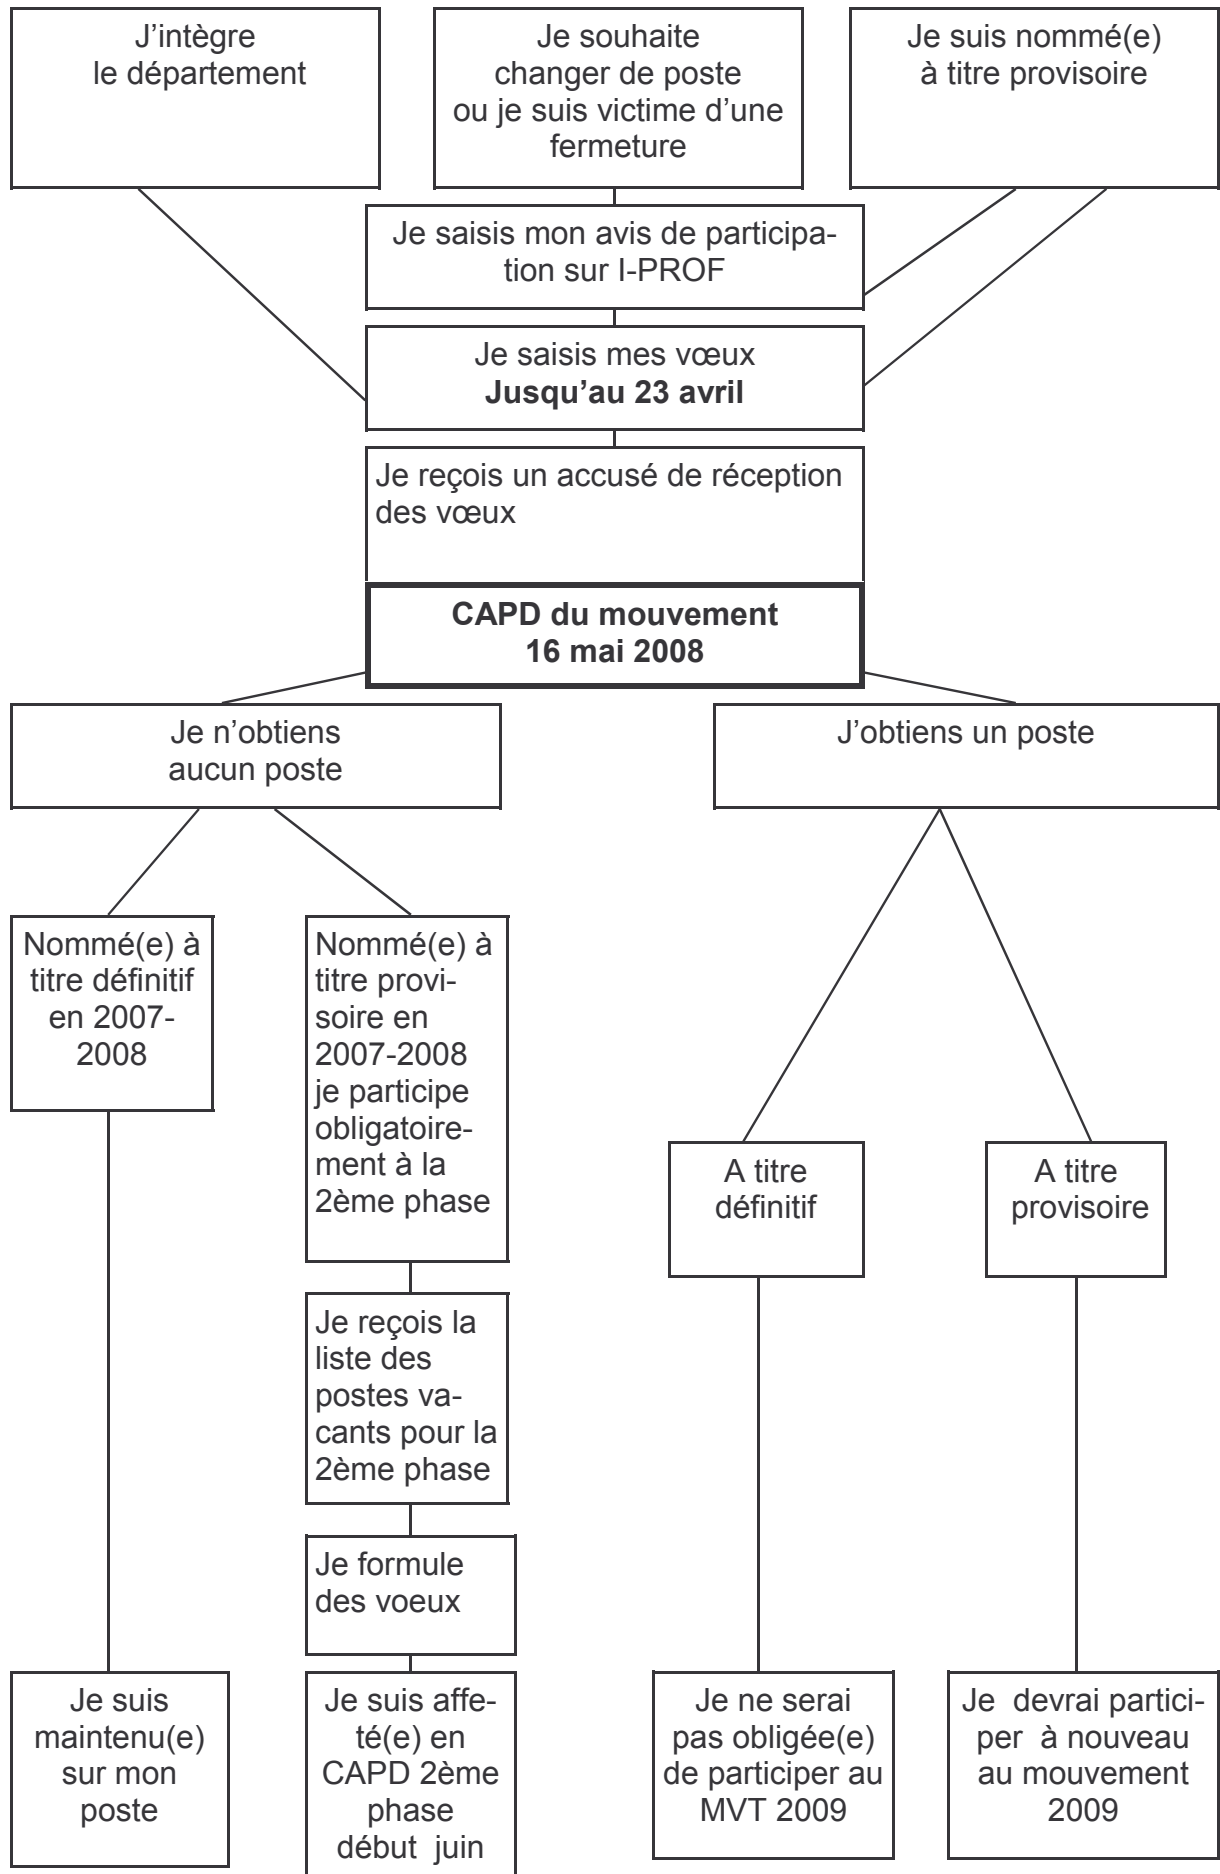 J'intègre
le département
Je souhaite
changer de poste
ou je suis victime d'une
fermeture
Je suis nommé(e)
à titre provisoire
Je saisis mon avis de participa-
tion sur I-PROF
Je saisis mes vœux
Jusqu'au 23 avril
Je reçois un accusé de réception
des vœux
CAPD du mouvement
16 mai 2008
Je n'obtiens
aucun poste
J'obtiens un poste
Nommé(e) à
titre définitif
en 2007-
2008
Nommé(e) à
titre provi-
soire en
2007-2008
je participe
obligatoire-
ment à la
2ème phase
A titre
définitif
A titre
provisoire
Je reçois la
liste des
postes va-
cants pour la
2ème phase
Je formule
des voeux
Je suis
maintenu(e)
sur mon
poste
Je suis affe-
té(e) en
CAPD 2ème
phase
début juin
Je ne serai
pas obligée(e)
de participer au
MVT 2009
Je devrai partici-
per à nouveau
au mouvement
2009